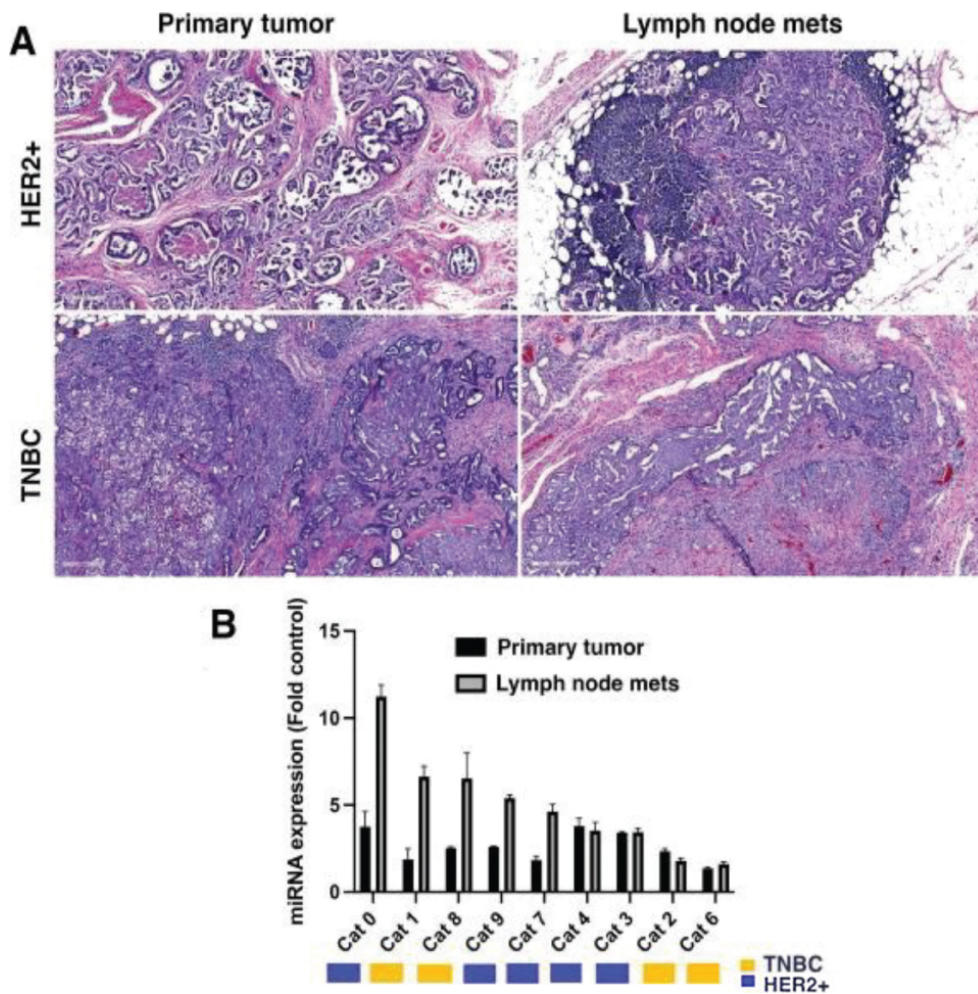 Primary tumor
Lymph node mets
A
HER2+
TNBC
B
miRNA expression (Fold control)
15
10
5
0
Primary tumor
Lymph node mets
Cat 0
Cat 1
Cat 8
Cat 9
Cat 7
Cat 4
Cat 3
Cat 2
Cat 6
TNBC
HER2+